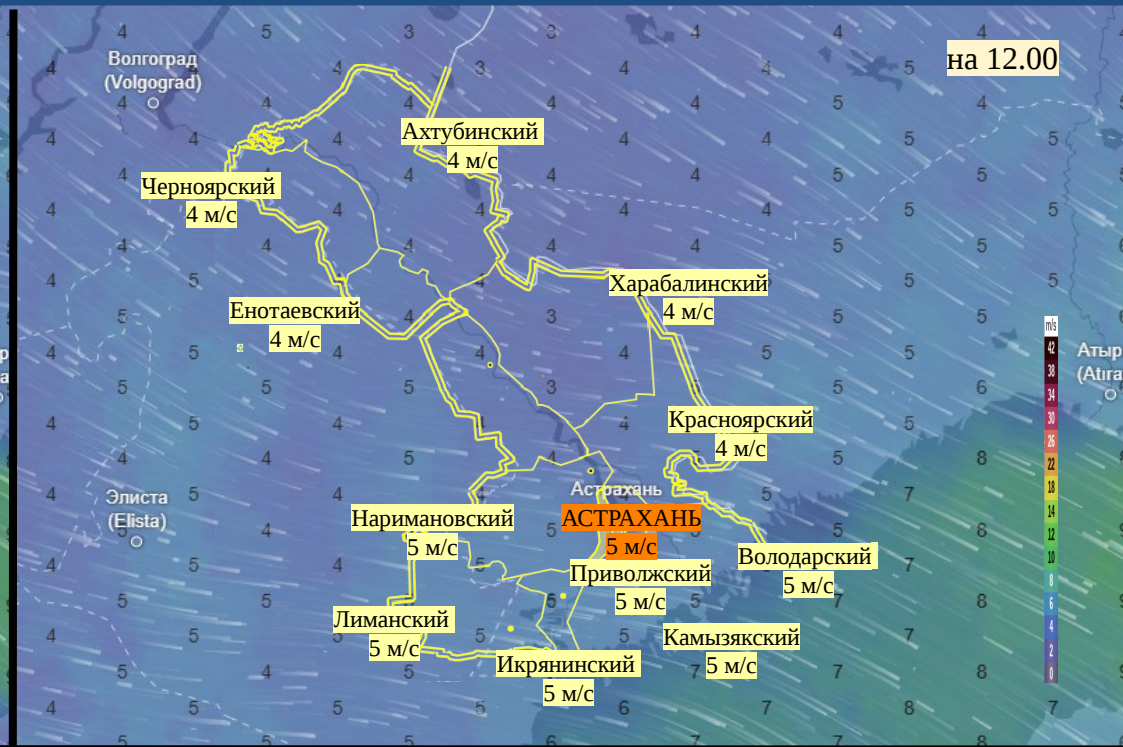 на 12.00
Волгоград
(Volgograd)
Ахтубинский
4 м/с
Черноярский
4 м/с
Харабалинский
4 м/с
Енотаевский
4 м/с
m/s
42
38
34
30
26
22
18
14
12
10
8
6
4
2
0
Атыр
(Atıra
Красноярский
4 м/с
Элиста
(Elista)
Астрахань
Наримановский
5 м/с
АСТРАХАНЬ
5 м/с
Володарский
5 м/с
Приволжский
5 м/с
Лиманский
5 м/с
Камызякский
5 м/с
Икрянинский
5 м/с